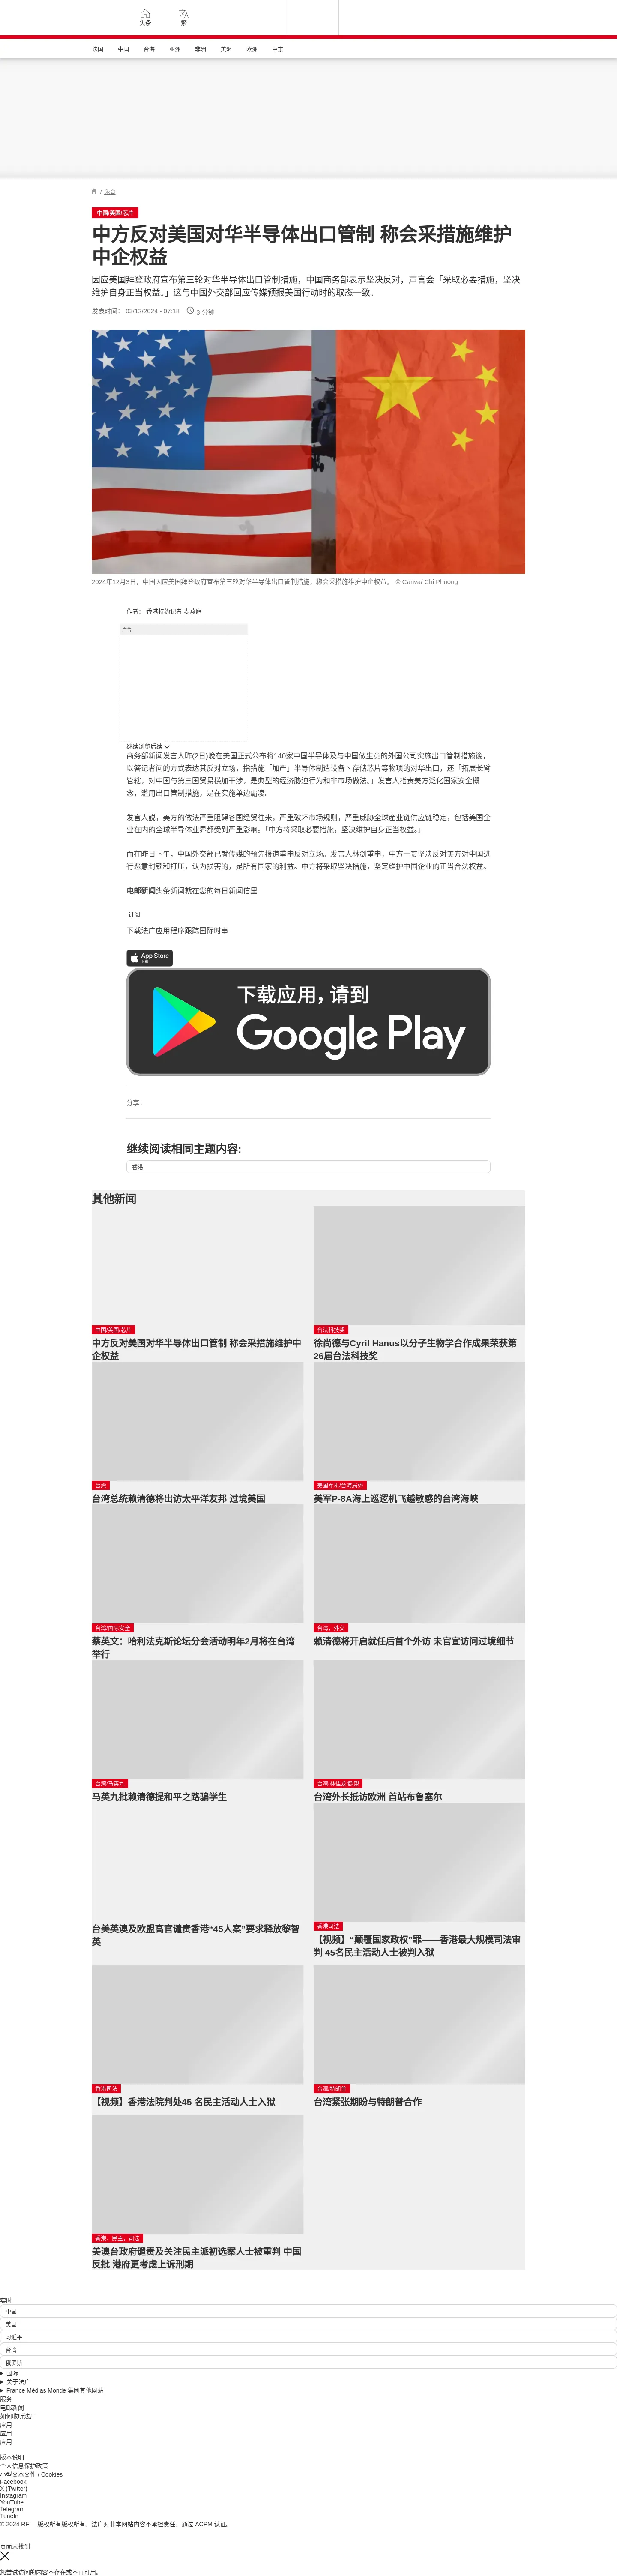 头条
繁
法国
中国
台海
亚洲
非洲
美洲
欧洲
中东
/ 港台
中国/美国/芯片
中方反对美国对华半导体出口管制 称会采措施维护
中企权益
因应美国拜登政府宣布第三轮对华半导体出口管制措施，中国商务部表示坚决反对，声言会「采取必要措施，坚决
维护自身正当权益。」这与中国外交部回应传媒预报美国行动时的取态一致。
发表时间： 03/12/2024 - 07:18 3 分钟
2024年12月3日，中国因应美国拜登政府宣布第三轮对华半导体出口管制措施，称会采措施维护中企权益。 © Canva/ Chi Phuong
作者： 香港特约记者 麦燕庭
广告
继续浏览后续
商务部新闻发言人昨(2日)晚在美国正式公布将140家中国半导体及与中国做生意的外国公司实施出口管制措施後，
以答记者问的方式表达其反对立场，指措施「加严」半导体制造设备丶存储芯片等物项的对华出口，还「拓展长臂
管辖，对中国与第三国贸易横加干涉，是典型的经济胁迫行为和非市场做法。」发言人指责美方泛化国家安全概
念，滥用出口管制措施，是在实施单边霸凌。
发言人説，美方的做法严重阻碍各国经贸往来，严重破坏市场规则，严重威胁全球産业链供应链稳定，包括美国企
业在内的全球半导体业界都受到严重影响。「中方将采取必要措施，坚决维护自身正当权益。」
而在昨日下午，中国外交部已就传媒的预先报道重申反对立场。发言人林剑重申，中方一贯坚决反对美方对中国进
行恶意封锁和打压，认为损害的，是所有国家的利益。中方将采取坚决措施，坚定维护中国企业的正当合法权益。
电邮新闻头条新闻就在您的每日新闻信里
订阅
下载法广应用程序跟踪国际时事
App Store
下载
下载应用，请到
Google Play
分享 :
继续阅读相同主题内容:
香港
其他新闻
中国/美国/芯片
中方反对美国对华半导体出口管制 称会采措施维护中
企权益
台法科技奖
徐尚德与Cyril Hanus以分子生物学合作成果荣获第
26届台法科技奖
台湾
台湾总统赖清德将出访太平洋友邦 过境美国
美国军机/台海局势
美军P-8A海上巡逻机飞越敏感的台湾海峡
台湾/国际安全
蔡英文：哈利法克斯论坛分会活动明年2月将在台湾
举行
台湾，外交
赖清德将开启就任后首个外访 未官宣访问过境细节
台湾/马英九
马英九批赖清德提和平之路骗学生
台湾/林佳龙/欧盟
台湾外长抵访欧洲 首站布鲁塞尔
台美英澳及欧盟高官谴责香港“45人案”要求释放黎智
英
香港司法
【视频】“颠覆国家政权”罪——香港最大规模司法审
判 45名民主活动人士被判入狱
香港司法
【视频】香港法院判处45 名民主活动人士入狱
台湾/特朗普
台湾紧张期盼与特朗普合作
香港，民主，司法
美澳台政府谴责及关注民主派初选案人士被重判 中国
反批 港府更考虑上诉刑期
实时
中国
美国
习近平
台湾
俄罗斯
国际
关于法广
France Médias Monde 集团其他网站
服务
电邮新闻
如何收听法广
应用
应用
应用
版本说明
个人信息保护政策
小型文本文件 / Cookies
Facebook
X (Twitter)
Instagram
YouTube
Telegram
TuneIn
© 2024 RFI – 版权所有版权所有。法广对非本网站内容不承担责任。通过 ACPM 认证。
页面未找到
您尝试访问的内容不存在或不再可用。